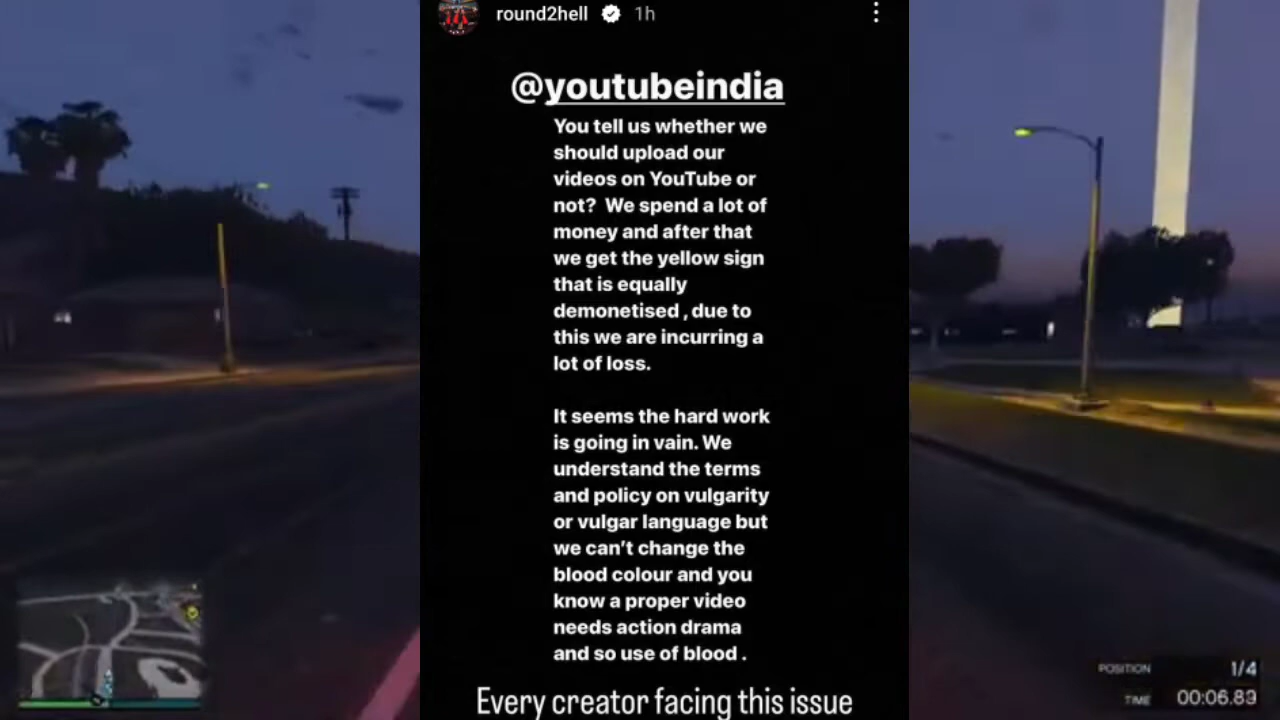 round2hell 1h
@youtubeindia
You tell us whether we
should upload our
videos on YouTube or
not? We spend a lot of
money and after that
we get the yellow sign
that is equally
demonetised , due to
this we are incurring a
lot of loss.
It seems the hard work
is going in vain. We
understand the terms
and policy on vulgarity
or vulgar language but
we can't change the
blood colour and you
know a proper video
needs action drama
and so use of blood .
Every creator facing this issue
POSITION 1/4
TIME 00:06.83